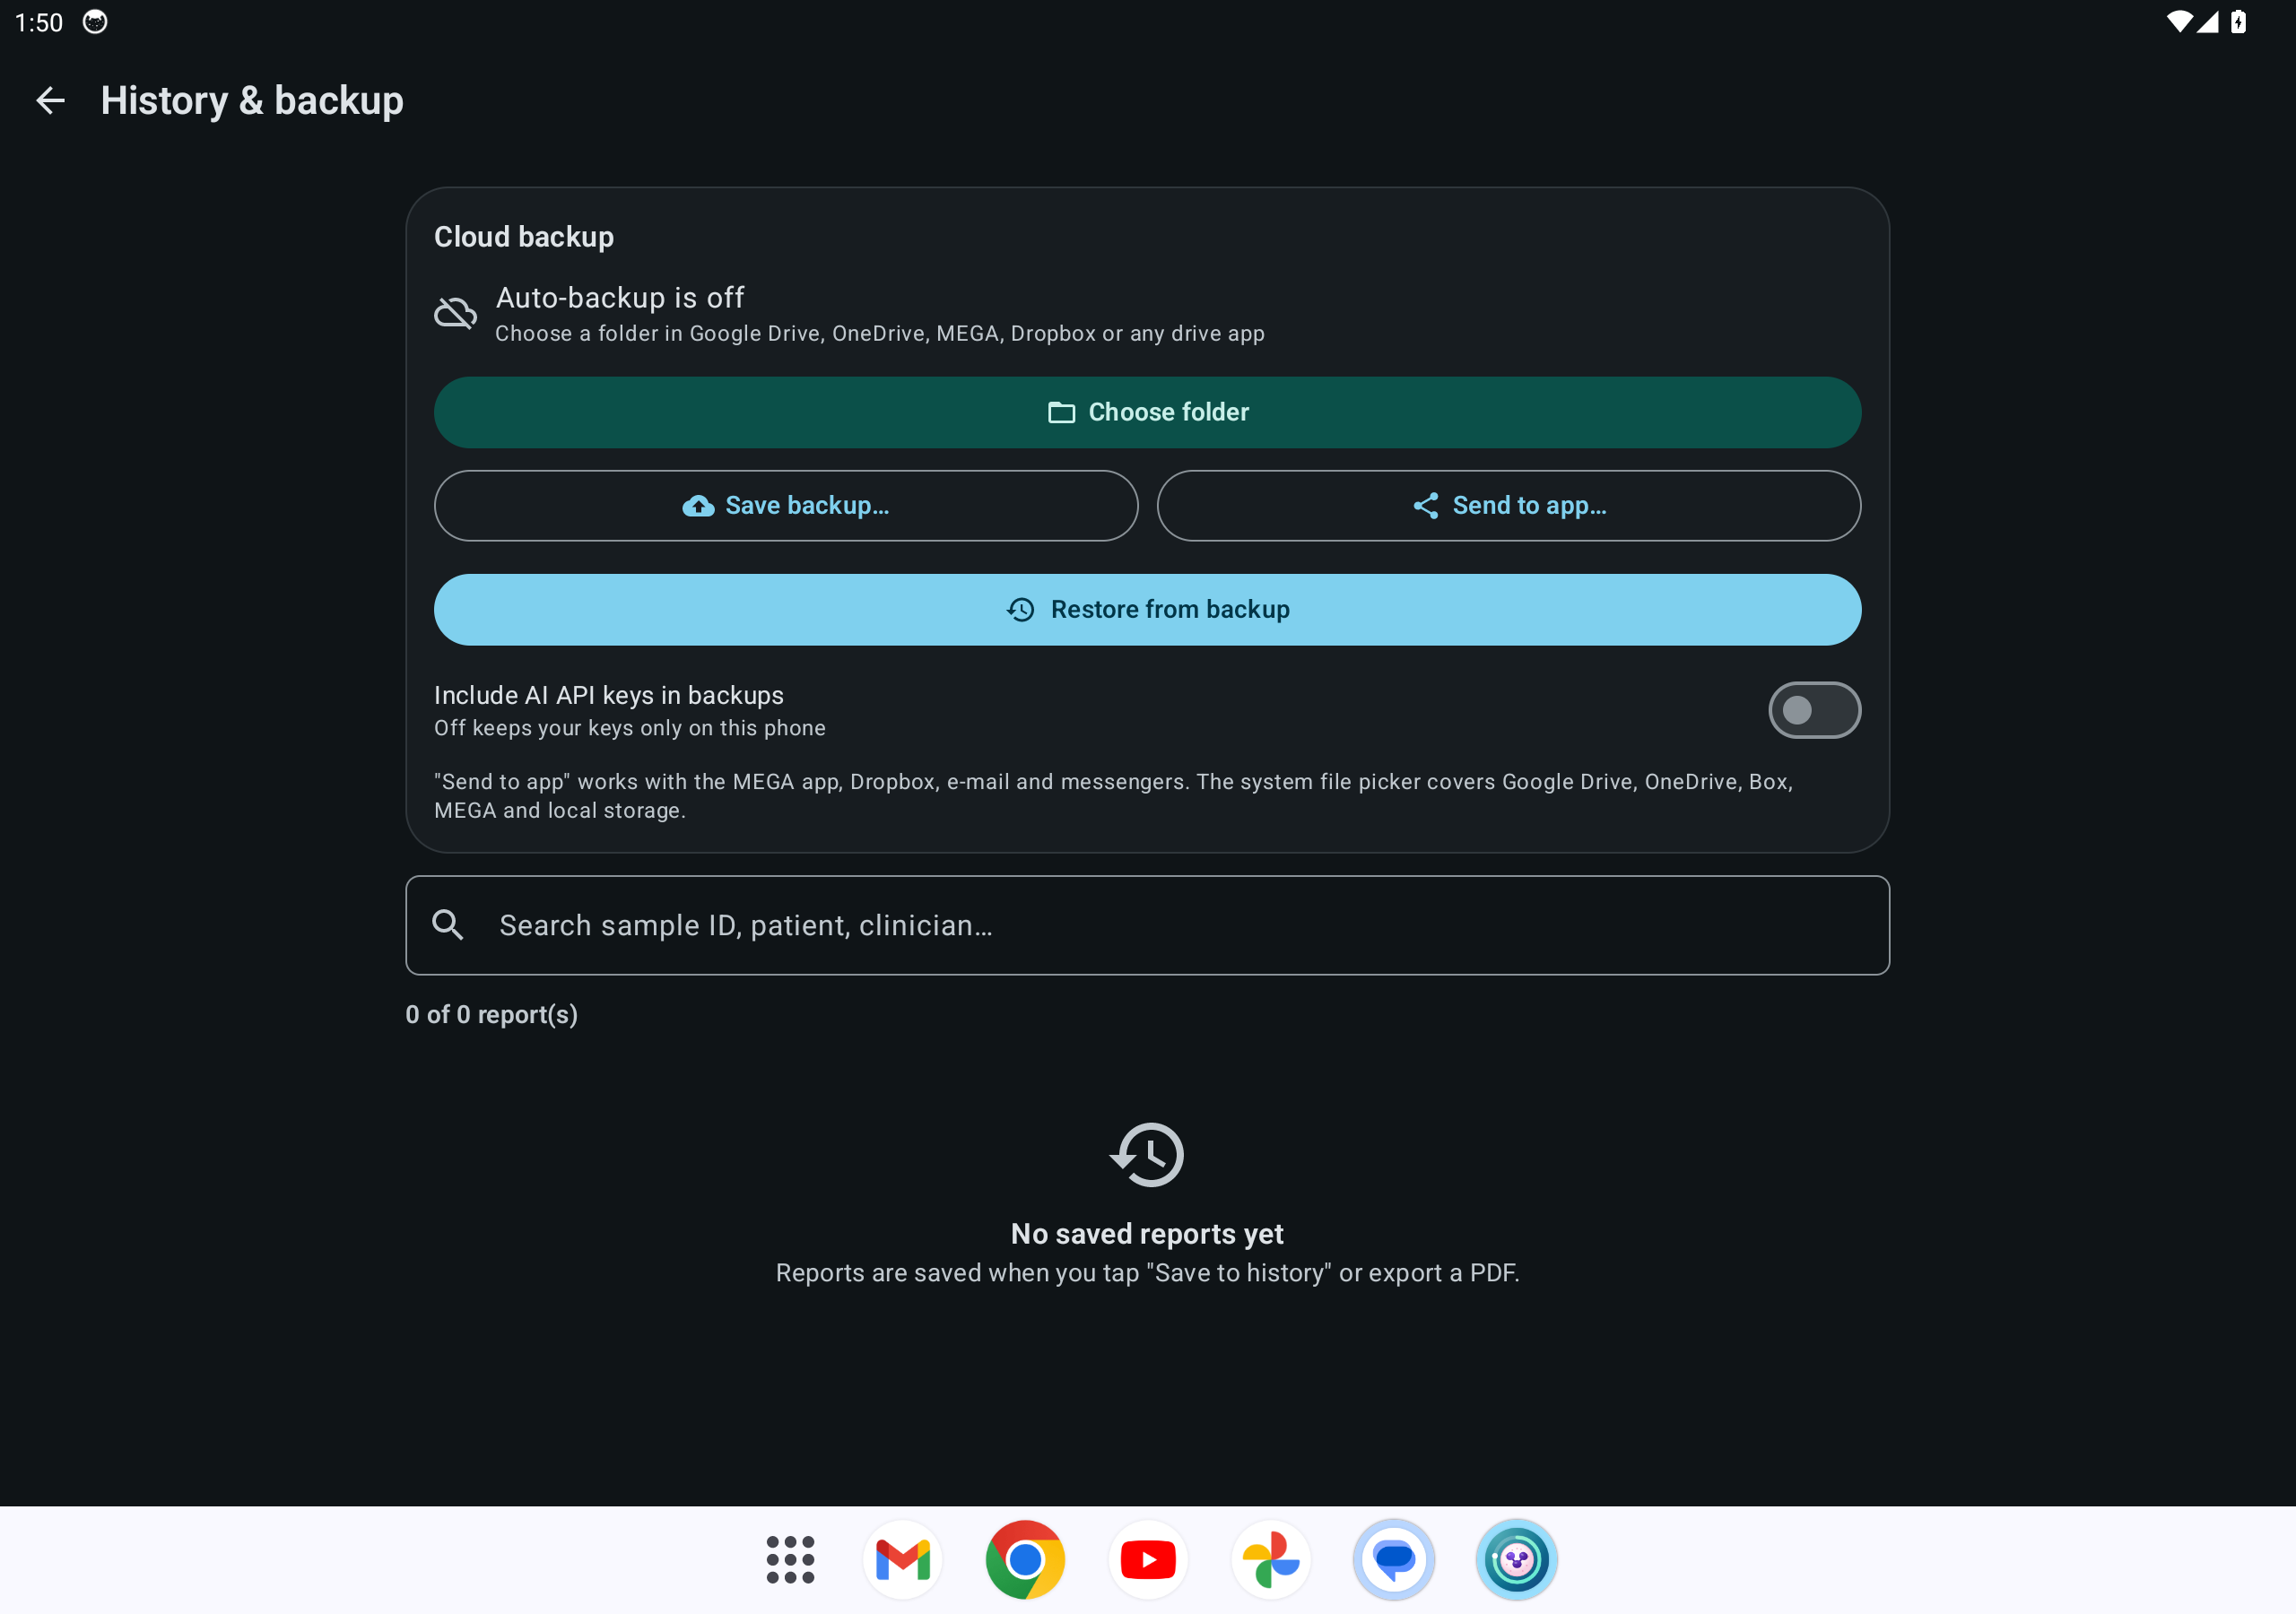 1:50
History & backup
Cloud backup
Auto-backup is off
Choose a folder in Google Drive, OneDrive, MEGA, Dropbox or any drive app
Choose folder
Save backup…
Send to app…
Restore from backup
Include AI API keys in backups
Off keeps your keys only on this phone
"Send to app" works with the MEGA app, Dropbox, e-mail and messengers. The system file picker covers Google Drive, OneDrive, Box,
MEGA and local storage.
Search sample ID, patient, clinician…
0 of 0 report(s)
No saved reports yet
Reports are saved when you tap "Save to history" or export a PDF.